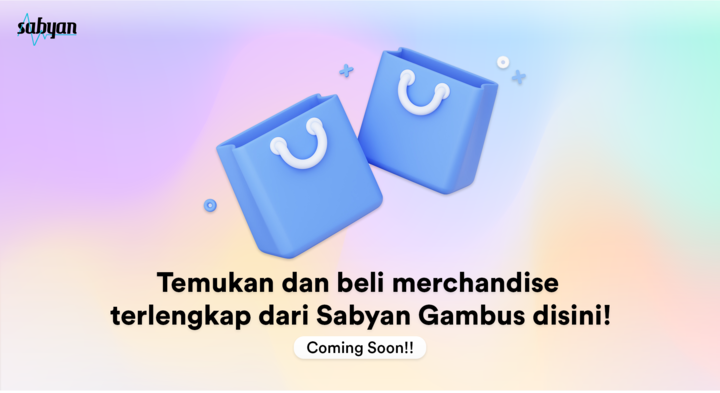 sabyan
Temukan dan beli merchandise
terlengkap dari Sabyan Gambus disini!
Coming Soon!!